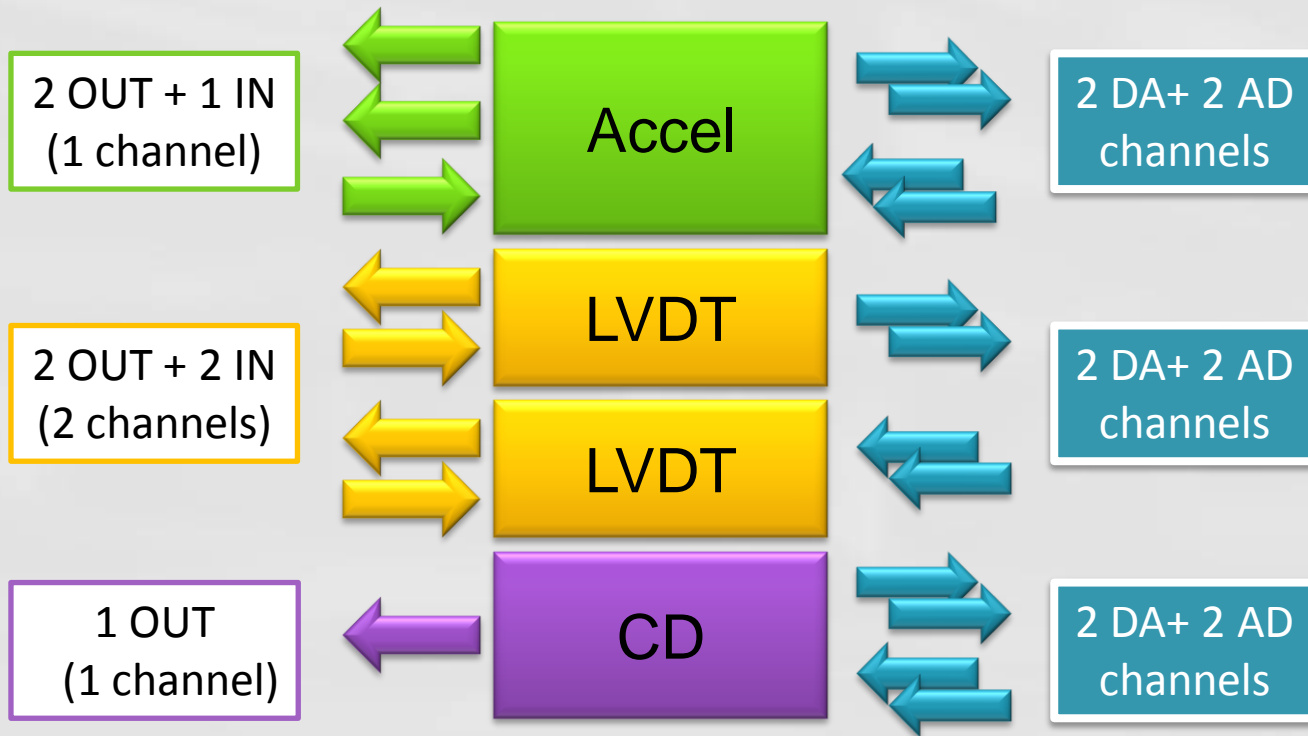 2 OUT + 1 IN
(1 channel)
Accel
2 DA+ 2 AD
channels
2 OUT + 2 IN
(2 channels)
LVDT
LVDT
2 DA+ 2 AD
channels
1 OUT
(1 channel)
CD
2 DA+ 2 AD
channels